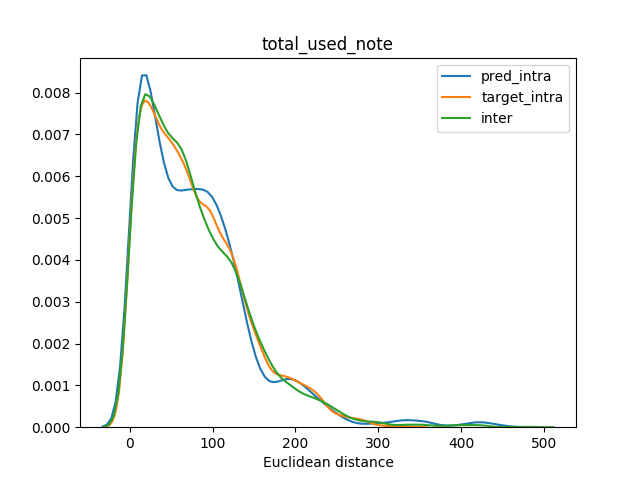 total_used_note
pred_intra
target_intra
inter
0.008
0.007
0.006
0.005
0.004
0.003
0.002
0.001
0.000
0 100 200 300 400 500
Euclidean distance